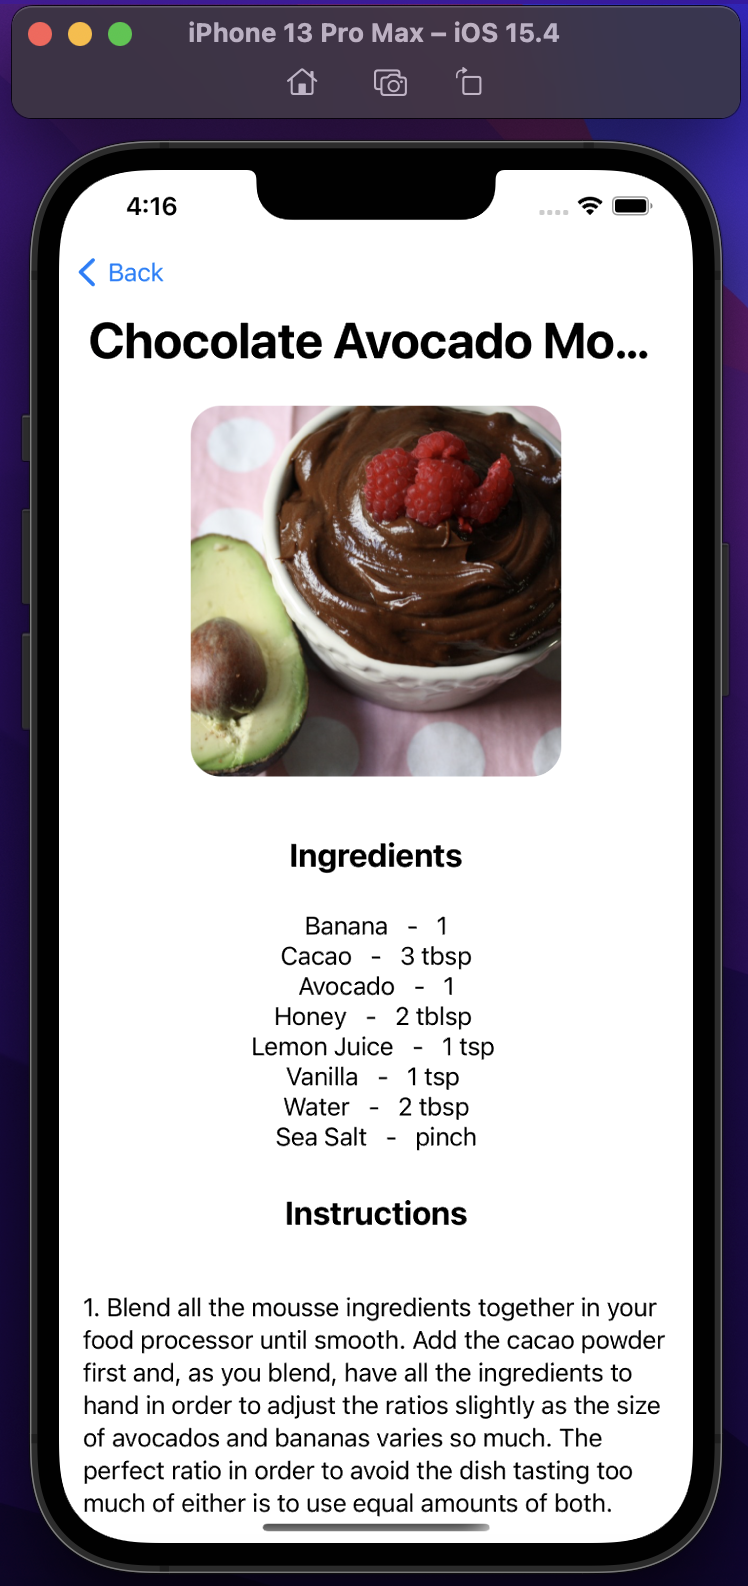 iPhone 13 Pro Max – iOS 15.4
4:16
Back
Chocolate Avocado Mo...
Ingredients
Banana - 1
Cacao - 3 tbsp
Avocado - 1
Honey - 2 tblsp
Lemon Juice - 1 tsp
Vanilla - 1 tsp
Water - 2 tbsp
Sea Salt - pinch
Instructions
1. Blend all the mousse ingredients together in your
food processor until smooth. Add the cacao powder
first and, as you blend, have all the ingredients to
hand in order to adjust the ratios slightly as the size
of avocados and bananas varies so much. The
perfect ratio in order to avoid the dish tasting too
much of either is to use equal amounts of both.